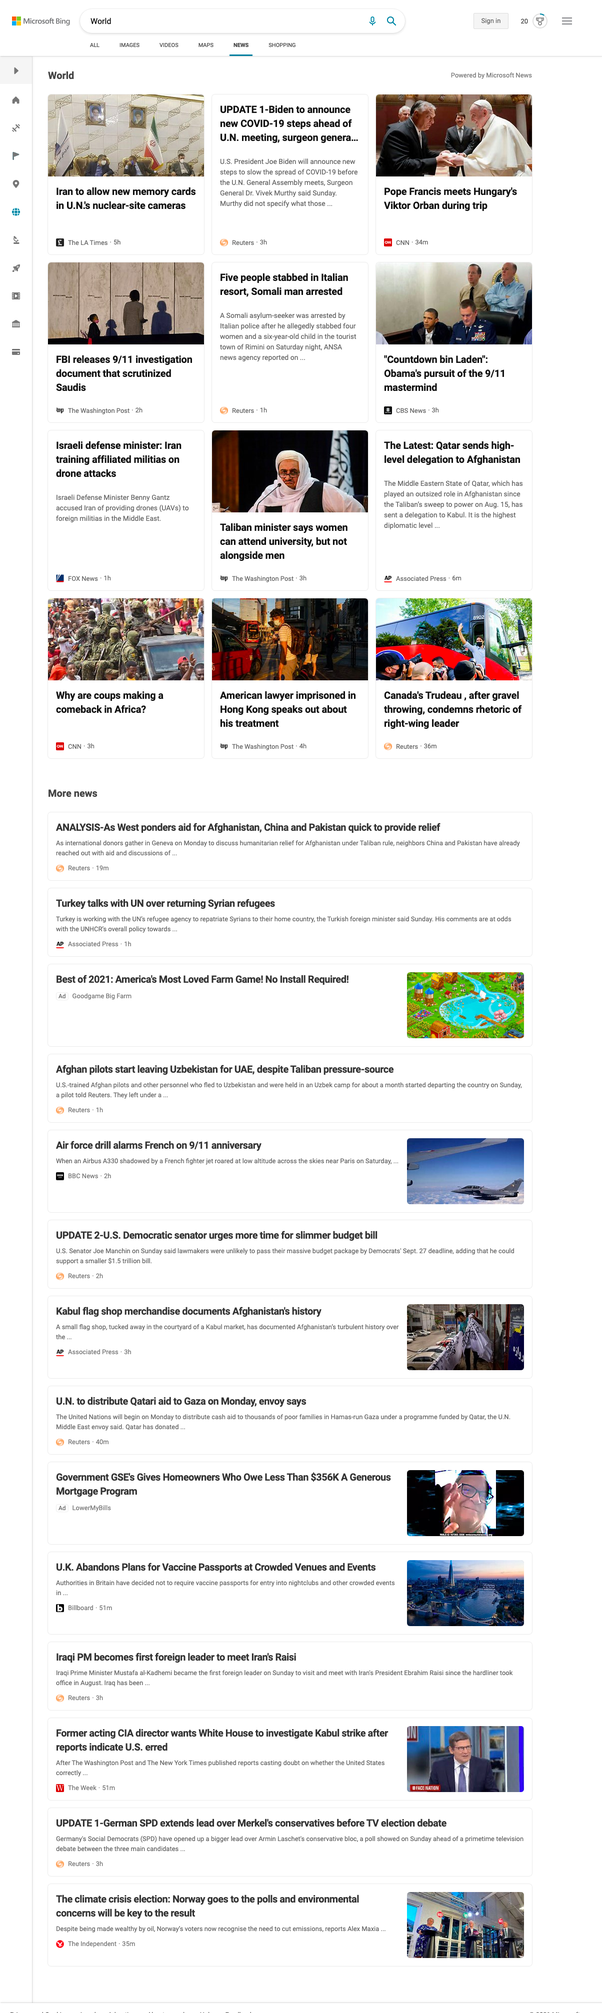 Microsoft Bing
World
Sign in
20
ALL
IMAGES
VIDEOS
MAPS
NEWS
SHOPPING
World
Powered by Microsoft News
Iran to allow new memory cards
in U.N.'s nuclear-site cameras
The LA Times · 5h
UPDATE 1-Biden to announce
new COVID-19 steps ahead of
U.N. meeting, surgeon genera...
U.S. President Joe Biden will announce new
steps to slow the spread of COVID-19 before
the U.N. General Assembly meets, Surgeon
General Dr. Vivek Murthy said Sunday.
Murthy did not specify what those ...
Reuters · 3h
Pope Francis meets Hungary's
Viktor Orban during trip
CNN · 34m
FBI releases 9/11 investigation
document that scrutinized
Saudis
The Washington Post · 2h
Five people stabbed in Italian
resort, Somali man arrested
A Somali asylum-seeker was arrested by
Italian police after he allegedly stabbed four
women and a six-year-old child in the tourist
town of Rimini on Saturday night, ANSA
news agency reported on ...
Reuters · 1h
"Countdown bin Laden":
Obama's pursuit of the 9/11
mastermind
CBS News · 3h
Israeli defense minister: Iran
training affiliated militias on
drone attacks
Israeli Defense Minister Benny Gantz
accused Iran of providing drones (UAVs) to
foreign militias in the Middle East.
FOX News · 1h
Taliban minister says women
can attend university, but not
alongside men
The Washington Post · 3h
The Latest: Qatar sends high-
level delegation to Afghanistan
The Middle Eastern State of Qatar, which has
played an outsized role in Afghanistan since
the Taliban's sweep to power on Aug. 15, has
sent a delegation to Kabul. It is the highest
diplomatic level ...
Associated Press · 6m
Why are coups making a
comeback in Africa?
CNN · 3h
American lawyer imprisoned in
Hong Kong speaks out about
his treatment
The Washington Post · 4h
Canada's Trudeau , after gravel
throwing, condemns rhetoric of
right-wing leader
Reuters · 36m
More news
ANALYSIS-As West ponders aid for Afghanistan, China and Pakistan quick to provide relief
As international donors gather in Geneva on Monday to discuss humanitarian relief for Afghanistan under Taliban rule, neighbors China and Pakistan have already
reached out with aid and discussions of ...
Reuters · 19m
Turkey talks with UN over returning Syrian refugees
Turkey is working with the UN's refugee agency to repatriate Syrians to their home country, the Turkish foreign minister said Sunday. His comments are at odds
with the UNHCR's overall policy towards ...
Associated Press · 1h
Best of 2021: America's Most Loved Farm Game! No Install Required!
Ad Goodgame Big Farm
Afghan pilots start leaving Uzbekistan for UAE, despite Taliban pressure-source
U.S.-trained Afghan pilots and other personnel who fled to Uzbekistan and were held in an Uzbek camp for about a month started departing the country on Sunday,
a pilot told Reuters. They left under a ...
Reuters · 1h
Air force drill alarms French on 9/11 anniversary
When an Airbus A330 shadowed by a French fighter jet roared at low altitude across the skies near Paris on Saturday, ...
BBC News · 2h
UPDATE 2-U.S. Democratic senator urges more time for slimmer budget bill
U.S. Senator Joe Manchin on Sunday said lawmakers were unlikely to pass their massive budget package by Democrats' Sept. 27 deadline, adding that he could
support a smaller $1.5 trillion bill.
Reuters · 2h
Kabul flag shop merchandise documents Afghanistan's history
A small flag shop, tucked away in the courtyard of a Kabul market, has documented Afghanistan's turbulent history over
the ...
Associated Press · 3h
U.N. to distribute Qatari aid to Gaza on Monday, envoy says
The United Nations will begin on Monday to distribute cash aid to thousands of poor families in Hamas-run Gaza under a programme funded by Qatar, the U.N.
Middle East envoy said. Qatar has donated ...
Reuters · 40m
Government GSE's Gives Homeowners Who Owe Less Than $356K A Generous
Mortgage Program
Ad LowerMyBills
U.K. Abandons Plans for Vaccine Passports at Crowded Venues and Events
Authorities in Britain have decided not to require vaccine passports for entry into nightclubs and other crowded events
in ...
Billboard · 51m
Iraqi PM becomes first foreign leader to meet Iran's Raisi
Iraqi Prime Minister Mustafa al-Kadhemi became the first foreign leader on Sunday to visit and meet with Iran's President Ebrahim Raisi since the hardliner took
office in August. Iraq has been ...
Reuters · 3h
Former acting CIA director wants White House to investigate Kabul strike after
reports indicate U.S. erred
After The Washington Post and The New York Times published reports casting doubt on whether the United States
correctly ...
The Week · 51m
FACE NATION
UPDATE 1-German SPD extends lead over Merkel's conservatives before TV election debate
Germany's Social Democrats (SPD) have opened up a bigger lead over Armin Laschet's conservative bloc, a poll showed on Sunday ahead of a primetime television
debate between the three main candidates ...
Reuters · 3h
The climate crisis election: Norway goes to the polls and environmental
concerns will be key to the result
Despite being made wealthy by oil, Norway's voters now recognise the need to cut emissions, reports Alex Maxia ...
The Independent · 35m